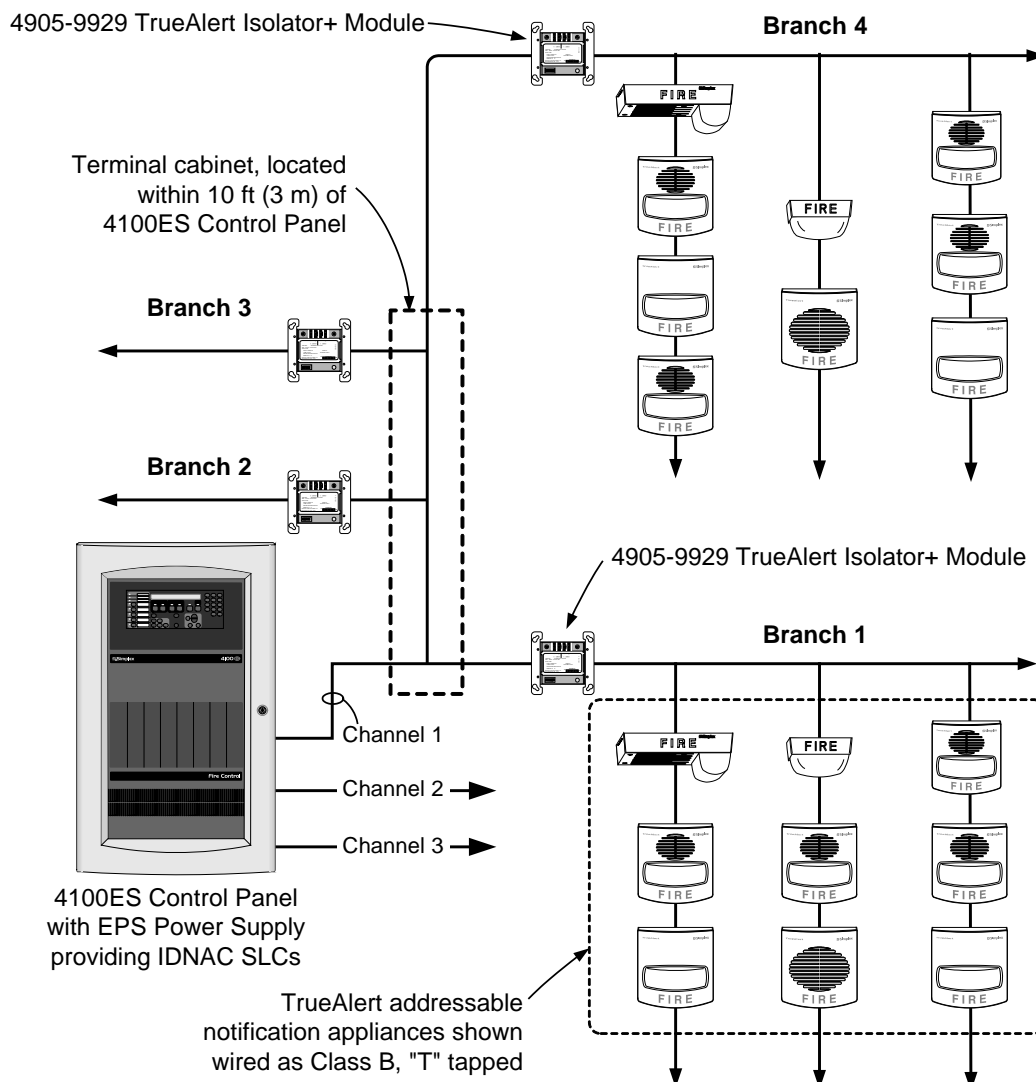 4905-9929 TrueAlert Isolator+ Module
Branch 4
FIRE
FIRE
FIRE
FIRE
FIRE
FIRE
FIRE
FIRE
FIRE
Terminal cabinet, located
within 10 ft (3 m) of
4100ES Control Panel
Branch 3
Branch 2
4905-9929 TrueAlert Isolator+ Module
Branch 1
Simplex
4100
Fire Control
Channel 1
Channel 2
Channel 3
FIRE
FIRE
FIRE
FIRE
FIRE
FIRE
FIRE
FIRE
FIRE
4100ES Control Panel
with EPS Power Supply
providing IDNAC SLCs
TrueAlert addressable
notification appliances shown
wired as Class B, "T" tapped